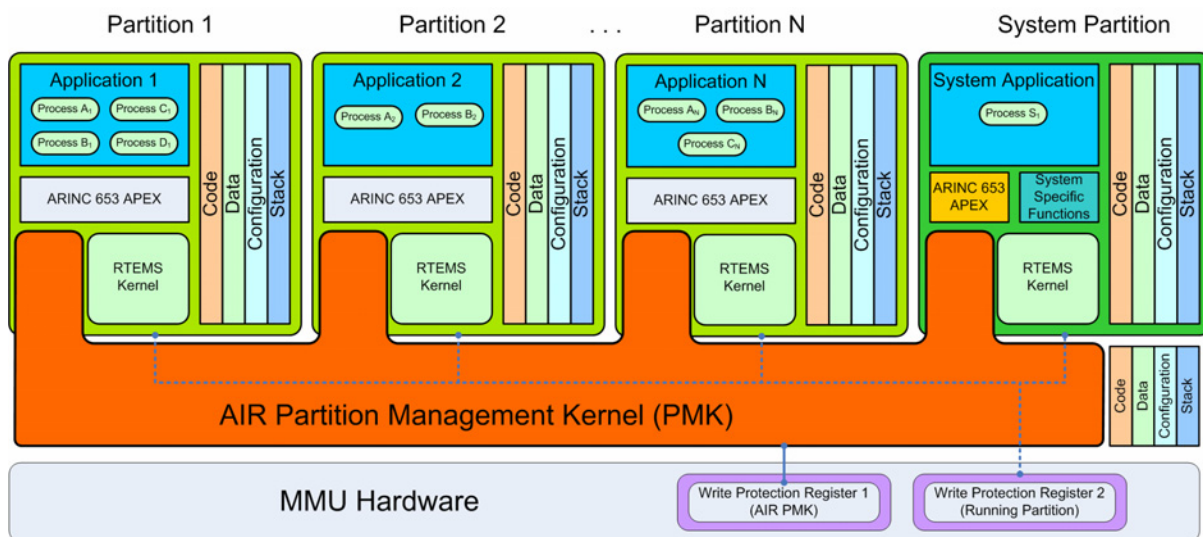 Partition 1
Partition 2
. . .
Partition N
System Partition
Application 1
Process A1
Process C1
Process B1
Process D1
ARINC 653 APEX
RTEMS
Kernel
Code
Data
Configuration
Stack
Application 2
Process A2
Process B2
ARINC 653 APEX
RTEMS
Kernel
Code
Data
Configuration
Stack
Application N
Process AN
Process BN
Process CN
ARINC 653 APEX
RTEMS
Kernel
Code
Data
Configuration
Stack
System Application
Process S1
ARINC 653
APEX
System
Specific
Functions
RTEMS
Kernel
Code
Data
Configuration
Stack
AIR Partition Management Kernel (PMK)
Code
Data
Configuration
Stack
MMU Hardware
Write Protection Register 1
(AIR PMK)
Write Protection Register 2
(Running Partition)